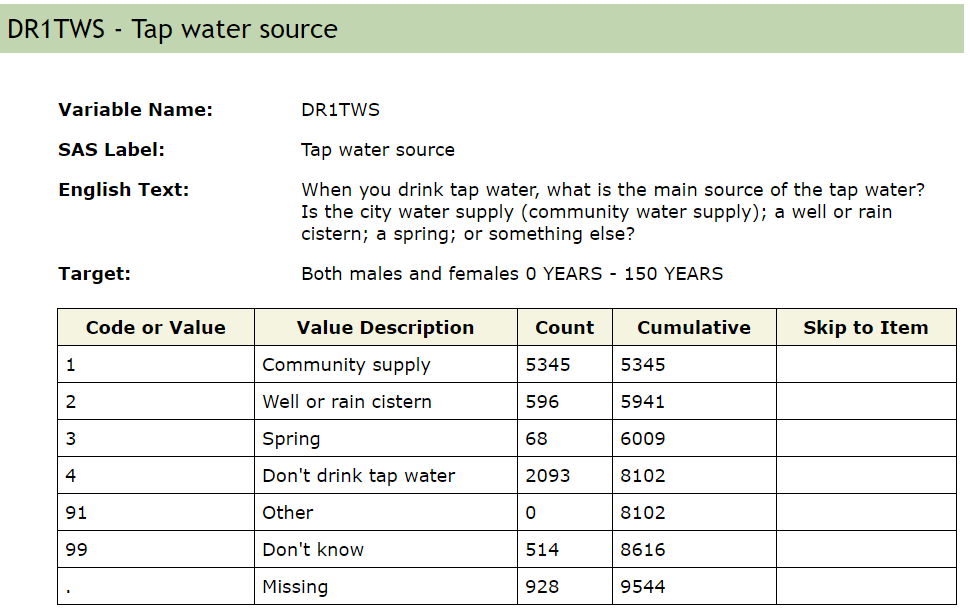 DR1TWS - Tap water source
Variable Name: DR1TWS
SAS Label: Tap water source
English Text: When you drink tap water, what is the main source of the tap water?
Is the city water supply (community water supply); a well or rain
cistern; a spring; or something else?
Target: Both males and females 0 YEARS - 150 YEARS
Code or Value Value Description Count Cumulative Skip to Item
1 Community supply 5345 5345
2 Well or rain cistern 596 5941
3 Spring 68 6009
4 Don't drink tap water 2093 8102
91 Other 0 8102
99 Don't know 514 8616
. Missing 928 9544